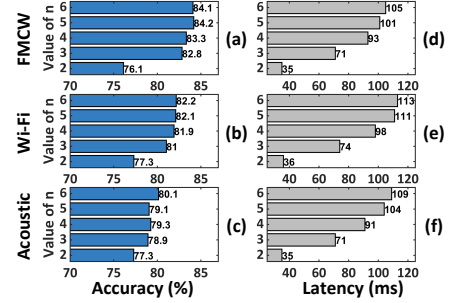 FMCW
Value of n
6 84.1
5 84.2
4 83.3
3 82.8
2 76.1
70 75 80 85
(a)
6 105
5 101
4 93
3 71
2 35
40 60 80 100 120
(d)
Wi-Fi
Value of n
6 82.2
5 82.1
4 81.9
3 81
2 77.3
70 75 80 85
(b)
6 113
5 111
4 98
3 74
2 36
40 60 80 100 120
(e)
Acoustic
Value of n
6 80.1
5 79.1
4 79.3
3 78.9
2 77.3
70 75 80 85
(c)
Accuracy (%)
6 109
5 104
4 91
3 71
2 35
40 60 80 100 120
(f)
Latency (ms)